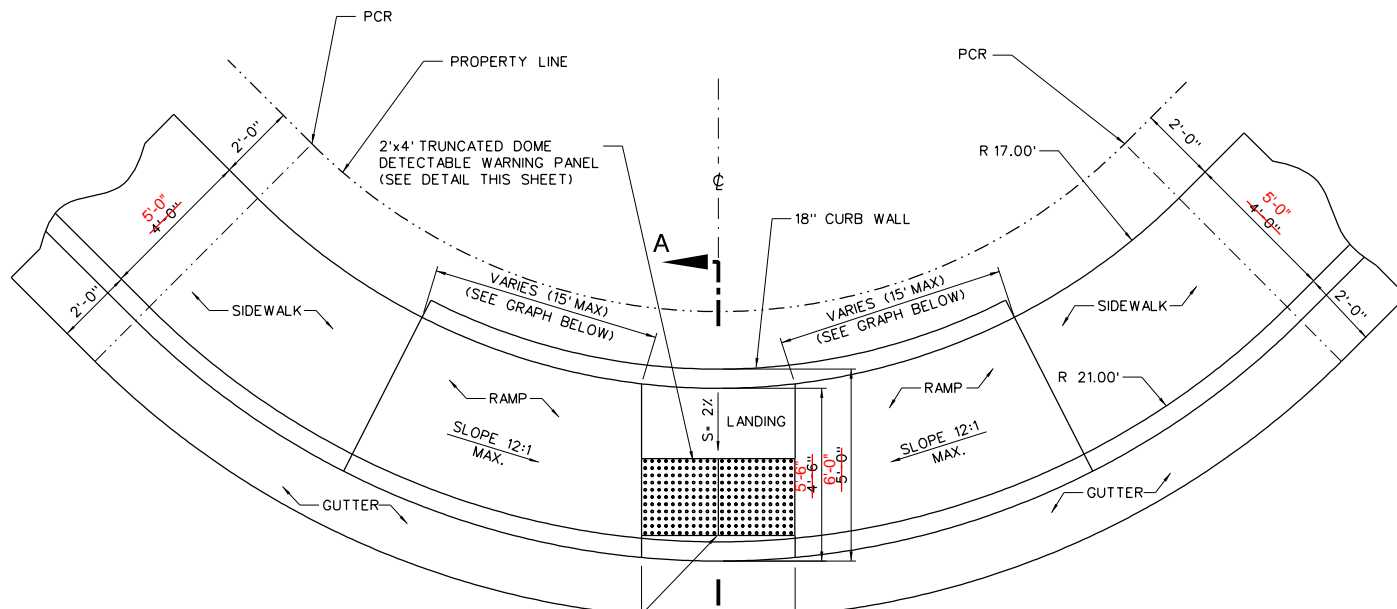 PCR
PROPERTY LINE
PCR
2'-0"
2'x4' TRUNCATED DOME
DETECTABLE WARNING PANEL
(SEE DETAIL THIS SHEET)
2'-0"
R 17.00'
℄
5'-0"
4'-0"
5'-0"
4'-0"
18" CURB WALL
A
2'-0"
VARIES (15' MAX)
(SEE GRAPH BELOW)
VARIES (15' MAX)
(SEE GRAPH BELOW)
2'-0"
SIDEWALK
SIDEWALK
R 21.00'
RAMP
RAMP
S= 2%
LANDING
SLOPE 12:1
MAX.
SLOPE 12:1
MAX.
5'-6"
4'-6"
6'-0"
5'-0"
GUTTER
GUTTER